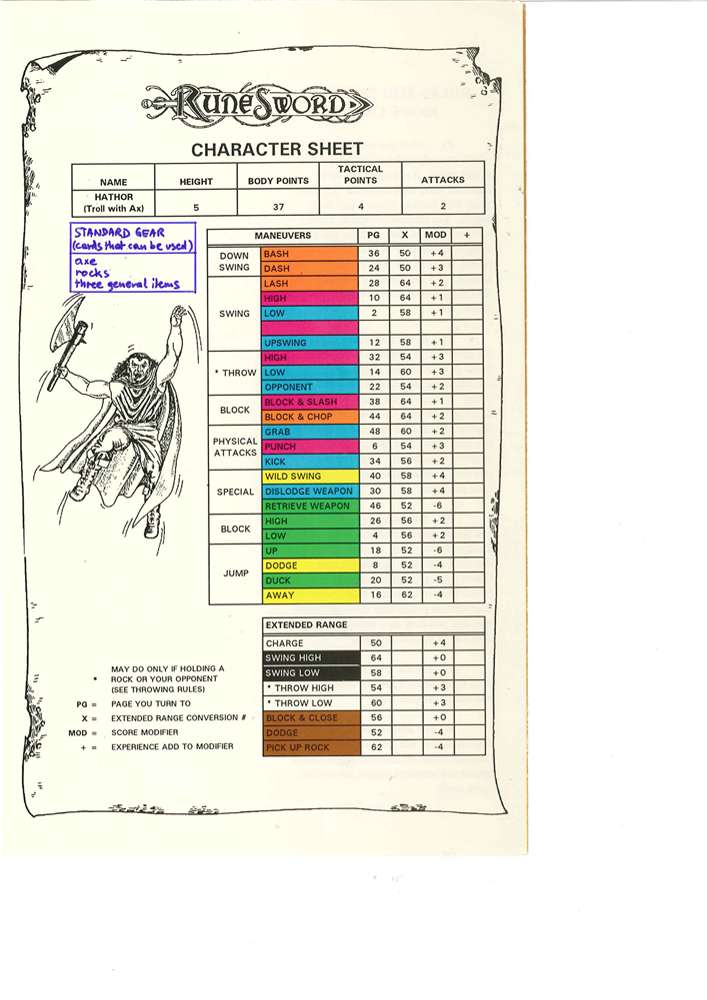 RUNESWORD
CHARACTER SHEET
NAME HEIGHT BODY POINTS TACTICAL POINTS ATTACKS
HATHOR (Troll with Ax) 5 37 4 2
STANDARD GEAR
(cards that can be used)
axe
rocks
three general items
MANEUVERS PG X MOD +
DOWN SWING
BASH 36 50 +4
DASH 24 50 +3
SWING
LASH 28 64 +2
HIGH 10 64 +1
LOW 2 58 +1
UPSWING 12 58 +1
* THROW
HIGH 32 54 +3
LOW 14 60 +3
OPPONENT 22 54 +2
BLOCK
BLOCK & SLASH 38 64 +1
BLOCK & CHOP 44 64 +2
PHYSICAL ATTACKS
GRAB 48 60 +2
PUNCH 6 54 +3
KICK 34 56 +2
SPECIAL
WILD SWING 40 58 +4
DISLODGE WEAPON 30 58 +4
RETRIEVE WEAPON 46 52 -6
BLOCK
HIGH 26 56 +2
LOW 4 56 +2
JUMP
UP 18 52 -6
DODGE 8 52 -4
DUCK 20 52 -5
AWAY 16 62 -4
EXTENDED RANGE
CHARGE 50 +4
SWING HIGH 64 +0
SWING LOW 58 +0
* THROW HIGH 54 +3
* THROW LOW 60 +3
BLOCK & CLOSE 56 +0
DODGE 52 -4
PICK UP ROCK 62 -4
MAY DO ONLY IF HOLDING A
* ROCK OR YOUR OPPONENT
(SEE THROWING RULES)
PG = PAGE YOU TURN TO
X = EXTENDED RANGE CONVERSION #
MOD = SCORE MODIFIER
+ = EXPERIENCE ADD TO MODIFIER